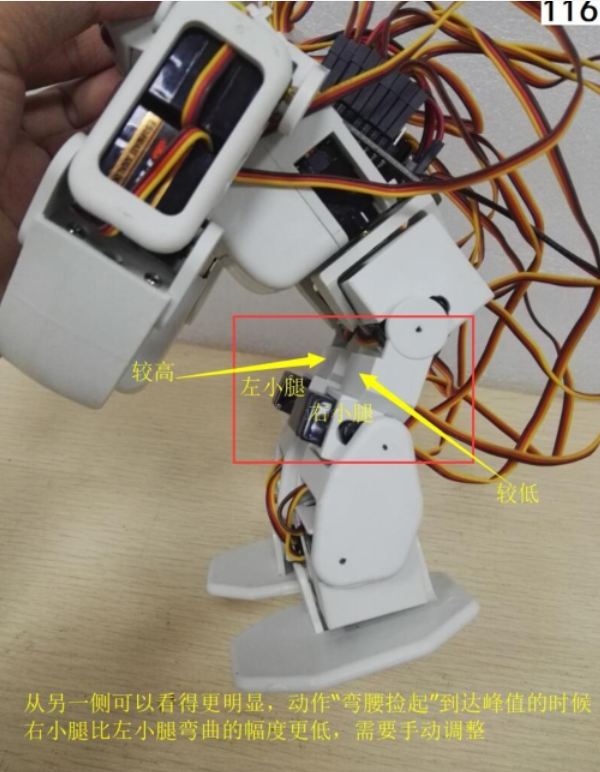 116
较高
左小腿
右小腿
较低
从另一侧可以看得更明显，动作“弯腰捡起”到达峰值的时候
右小腿比左小腿弯曲的幅度更低，需要手动调整